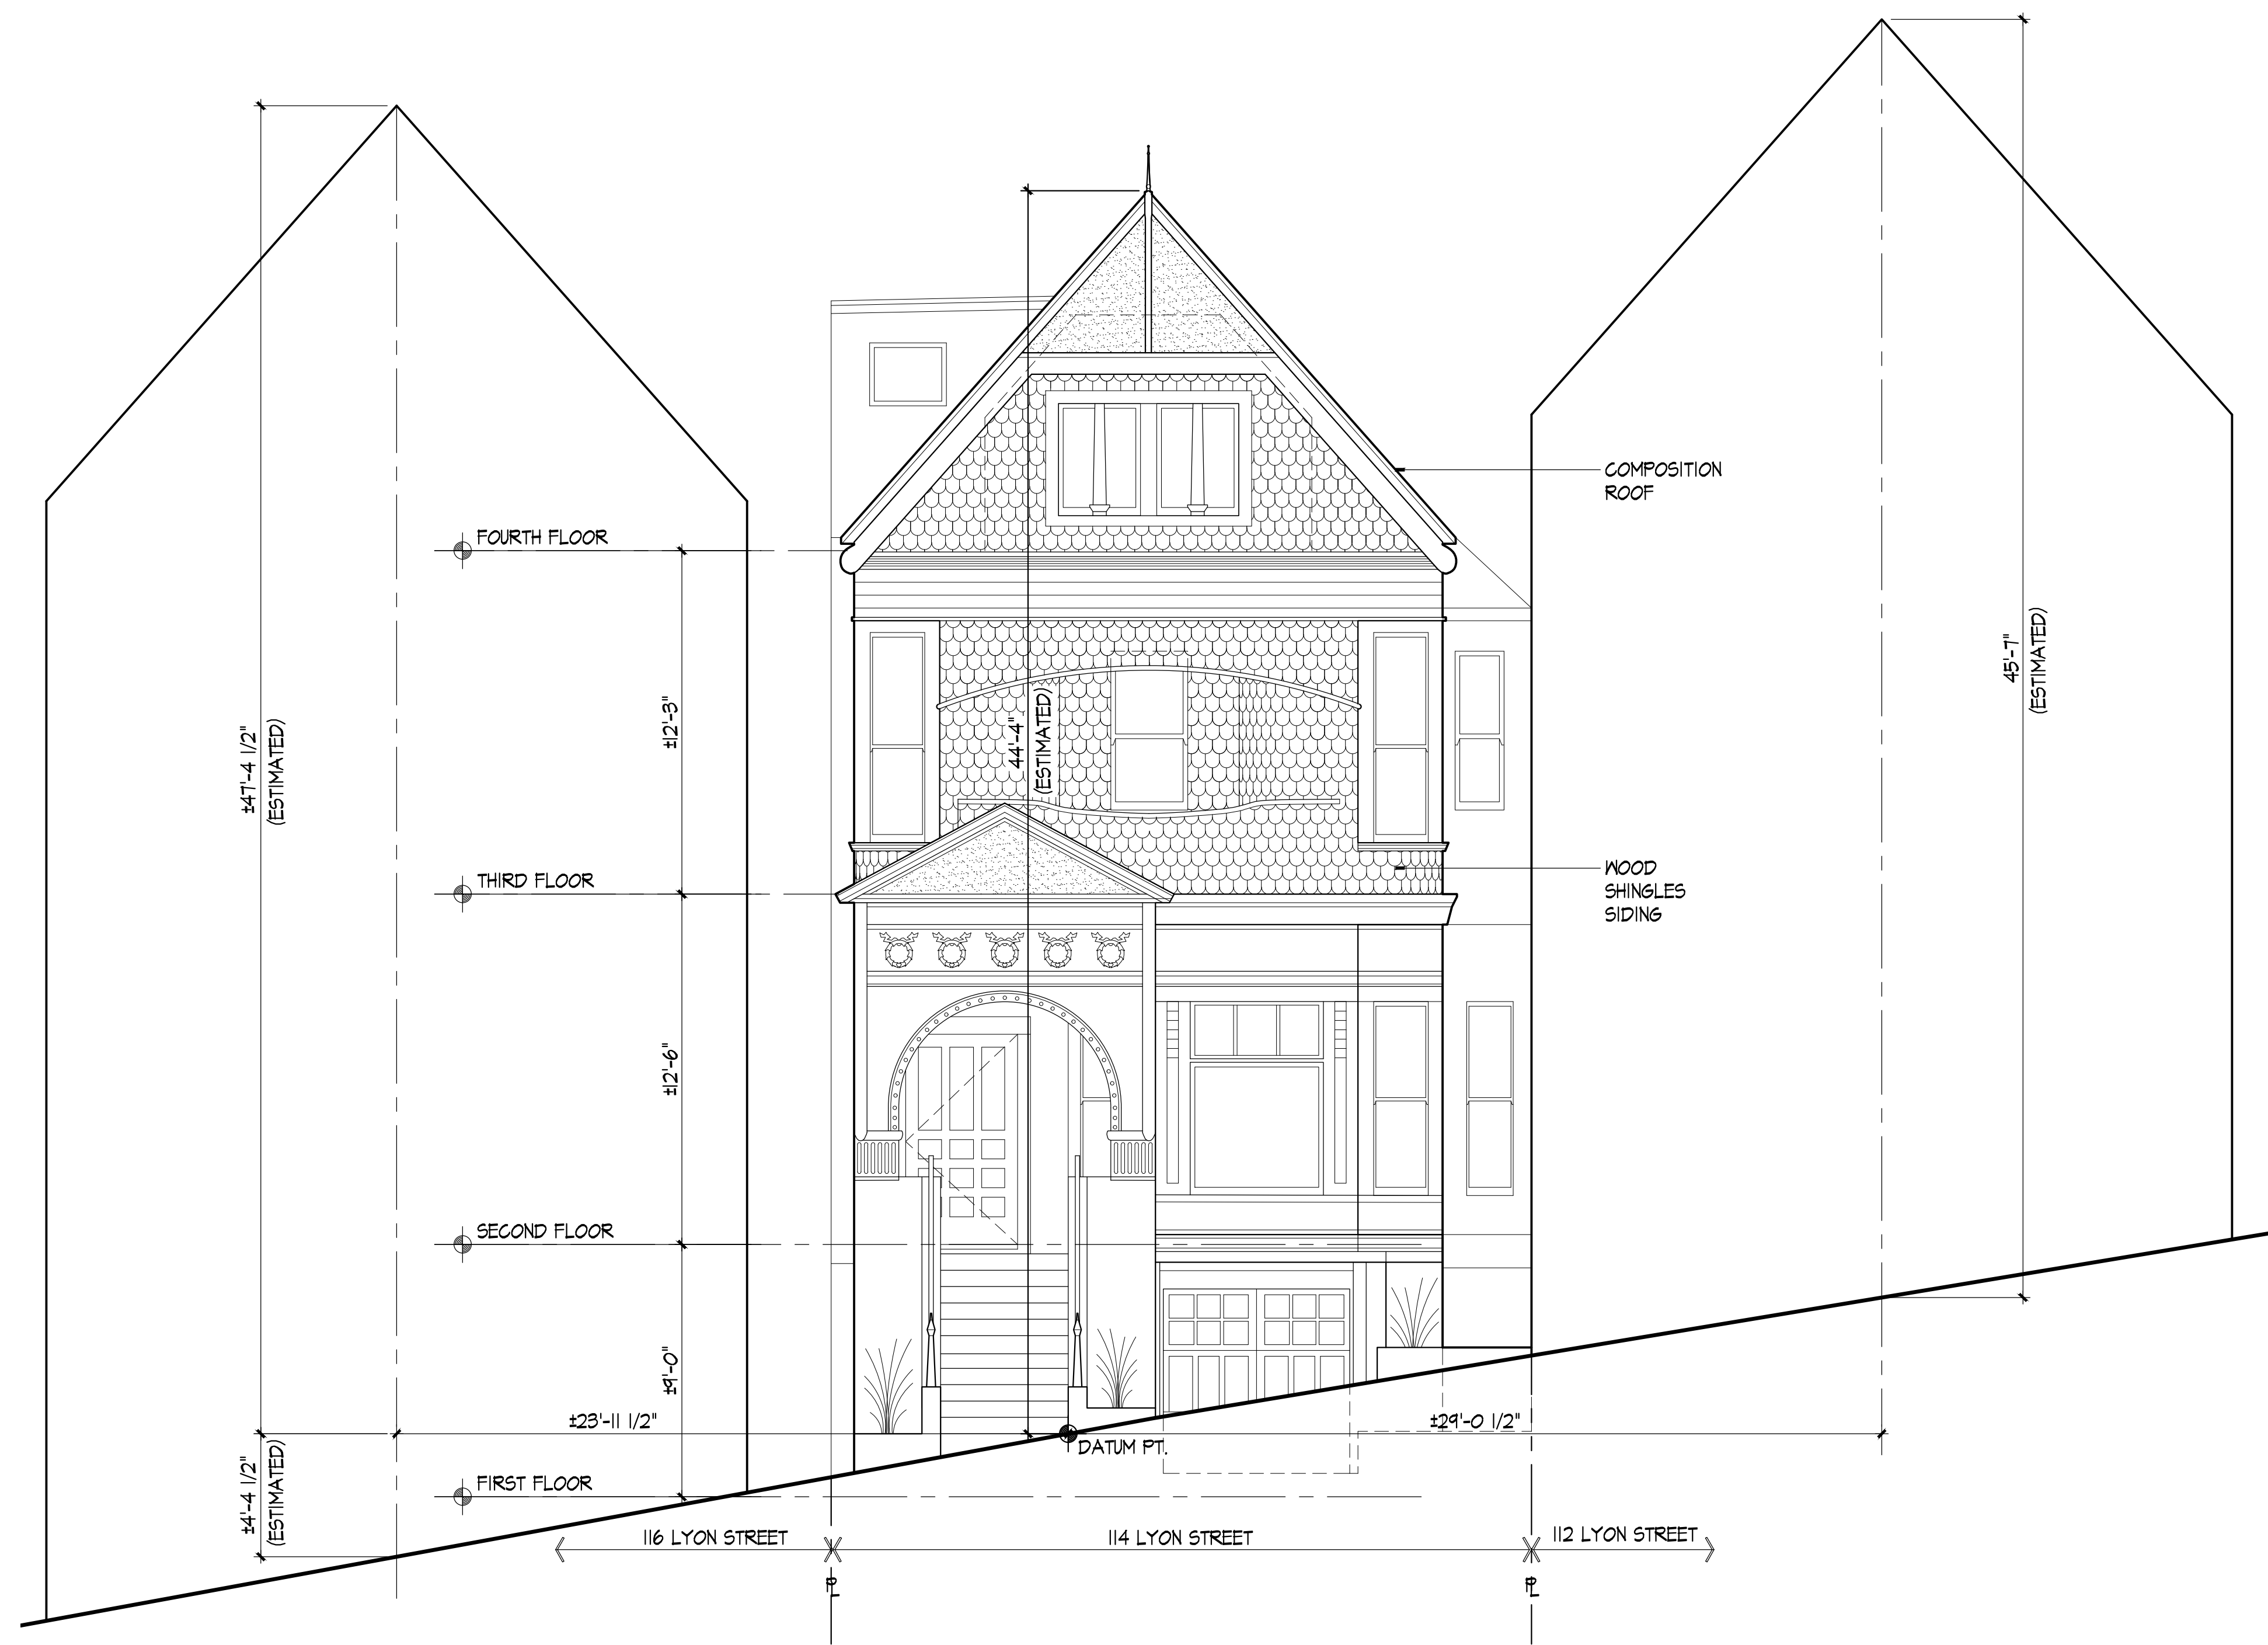 COMPOSITION
ROOF
FOURTH FLOOR
±12'-3"
45'-7"
(ESTIMATED)
±47'-4 1/2"
(ESTIMATED)
44'-4"
(ESTIMATED)
THIRD FLOOR
WOOD
SHINGLES
SIDING
±12'-6"
SECOND FLOOR
±9'-0"
±23'-11 1/2"
±29'-0 1/2"
DATUM PT.
±4'-4 1/2"
(ESTIMATED)
FIRST FLOOR
116 LYON STREET
114 LYON STREET
112 LYON STREET
PL
PL